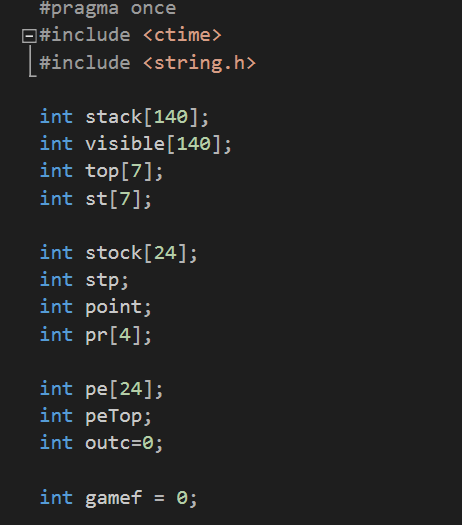 #pragma once
#include <ctime>
#include <string.h>
int stack[140];
int visible[140];
int top[7];
int st[7];
int stock[24];
int stp;
int point;
int pr[4];
int pe[24];
int peTop;
int outc=0;
int gamef = 0;